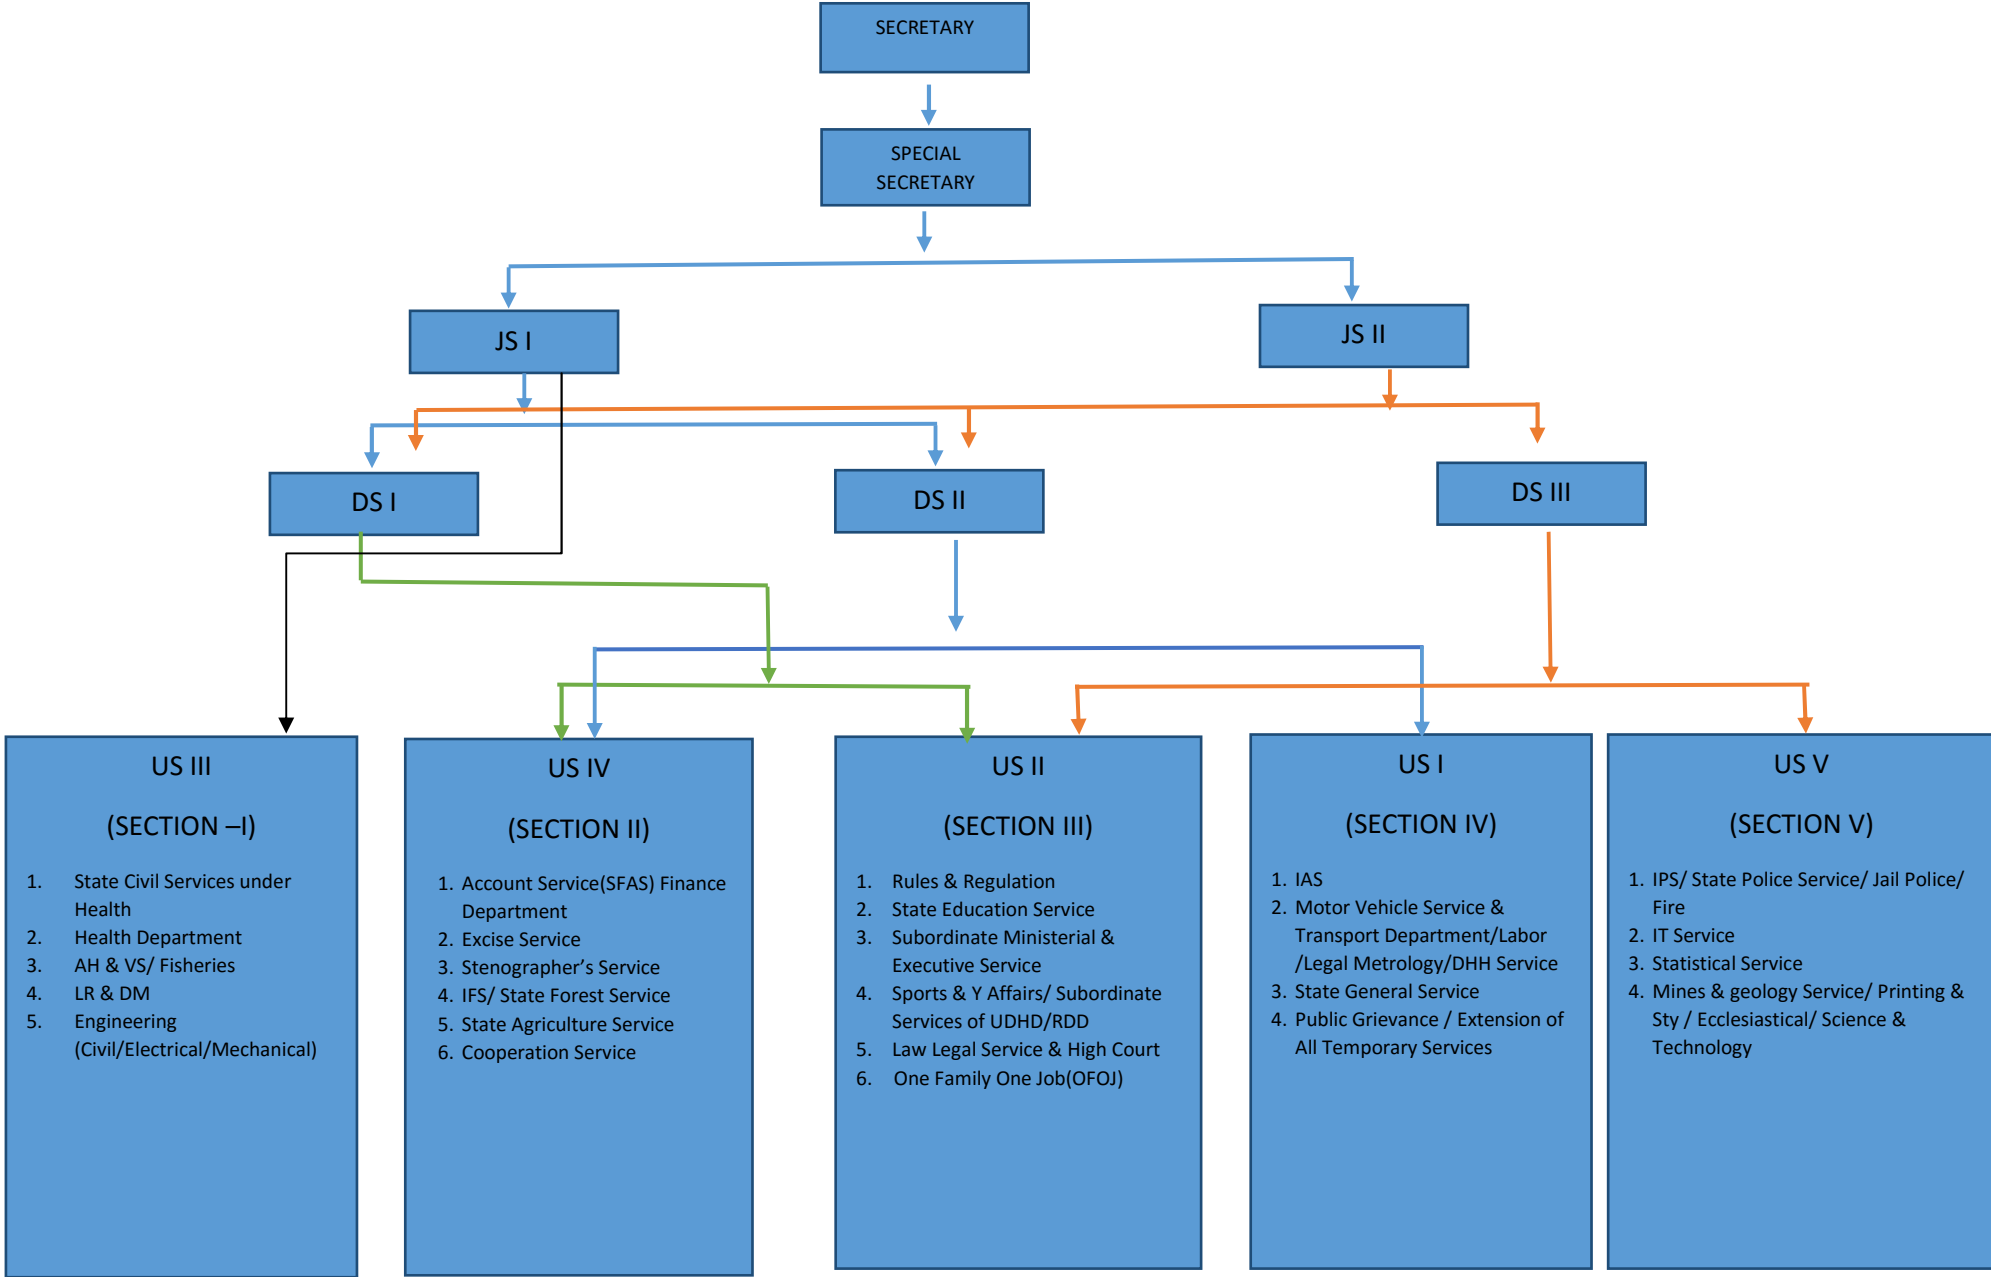 SECRETARY
SPECIAL
SECRETARY
JS I
JS II
DS I
DS II
DS III
US III
(SECTION –I)
1. State Civil Services under
Health
2. Health Department
3. AH & VS/ Fisheries
4. LR & DM
5. Engineering
(Civil/Electrical/Mechanical)
US IV
(SECTION II)
1. Account Service(SFAS) Finance
Department
2. Excise Service
3. Stenographer’s Service
4. IFS/ State Forest Service
5. State Agriculture Service
6. Cooperation Service
US II
(SECTION III)
1. Rules & Regulation
2. State Education Service
3. Subordinate Ministerial &
Executive Service
4. Sports & Y Affairs/ Subordinate
Services of UDHD/RDD
5. Law Legal Service & High Court
6. One Family One Job(OFOJ)
US I
(SECTION IV)
1. IAS
2. Motor Vehicle Service &
Transport Department/Labor
/Legal Metrology/DHH Service
3. State General Service
4. Public Grievance / Extension of
All Temporary Services
US V
(SECTION V)
1. IPS/ State Police Service/ Jail Police/
Fire
2. IT Service
3. Statistical Service
4. Mines & geology Service/ Printing &
Sty / Ecclesiastical/ Science &
Technology